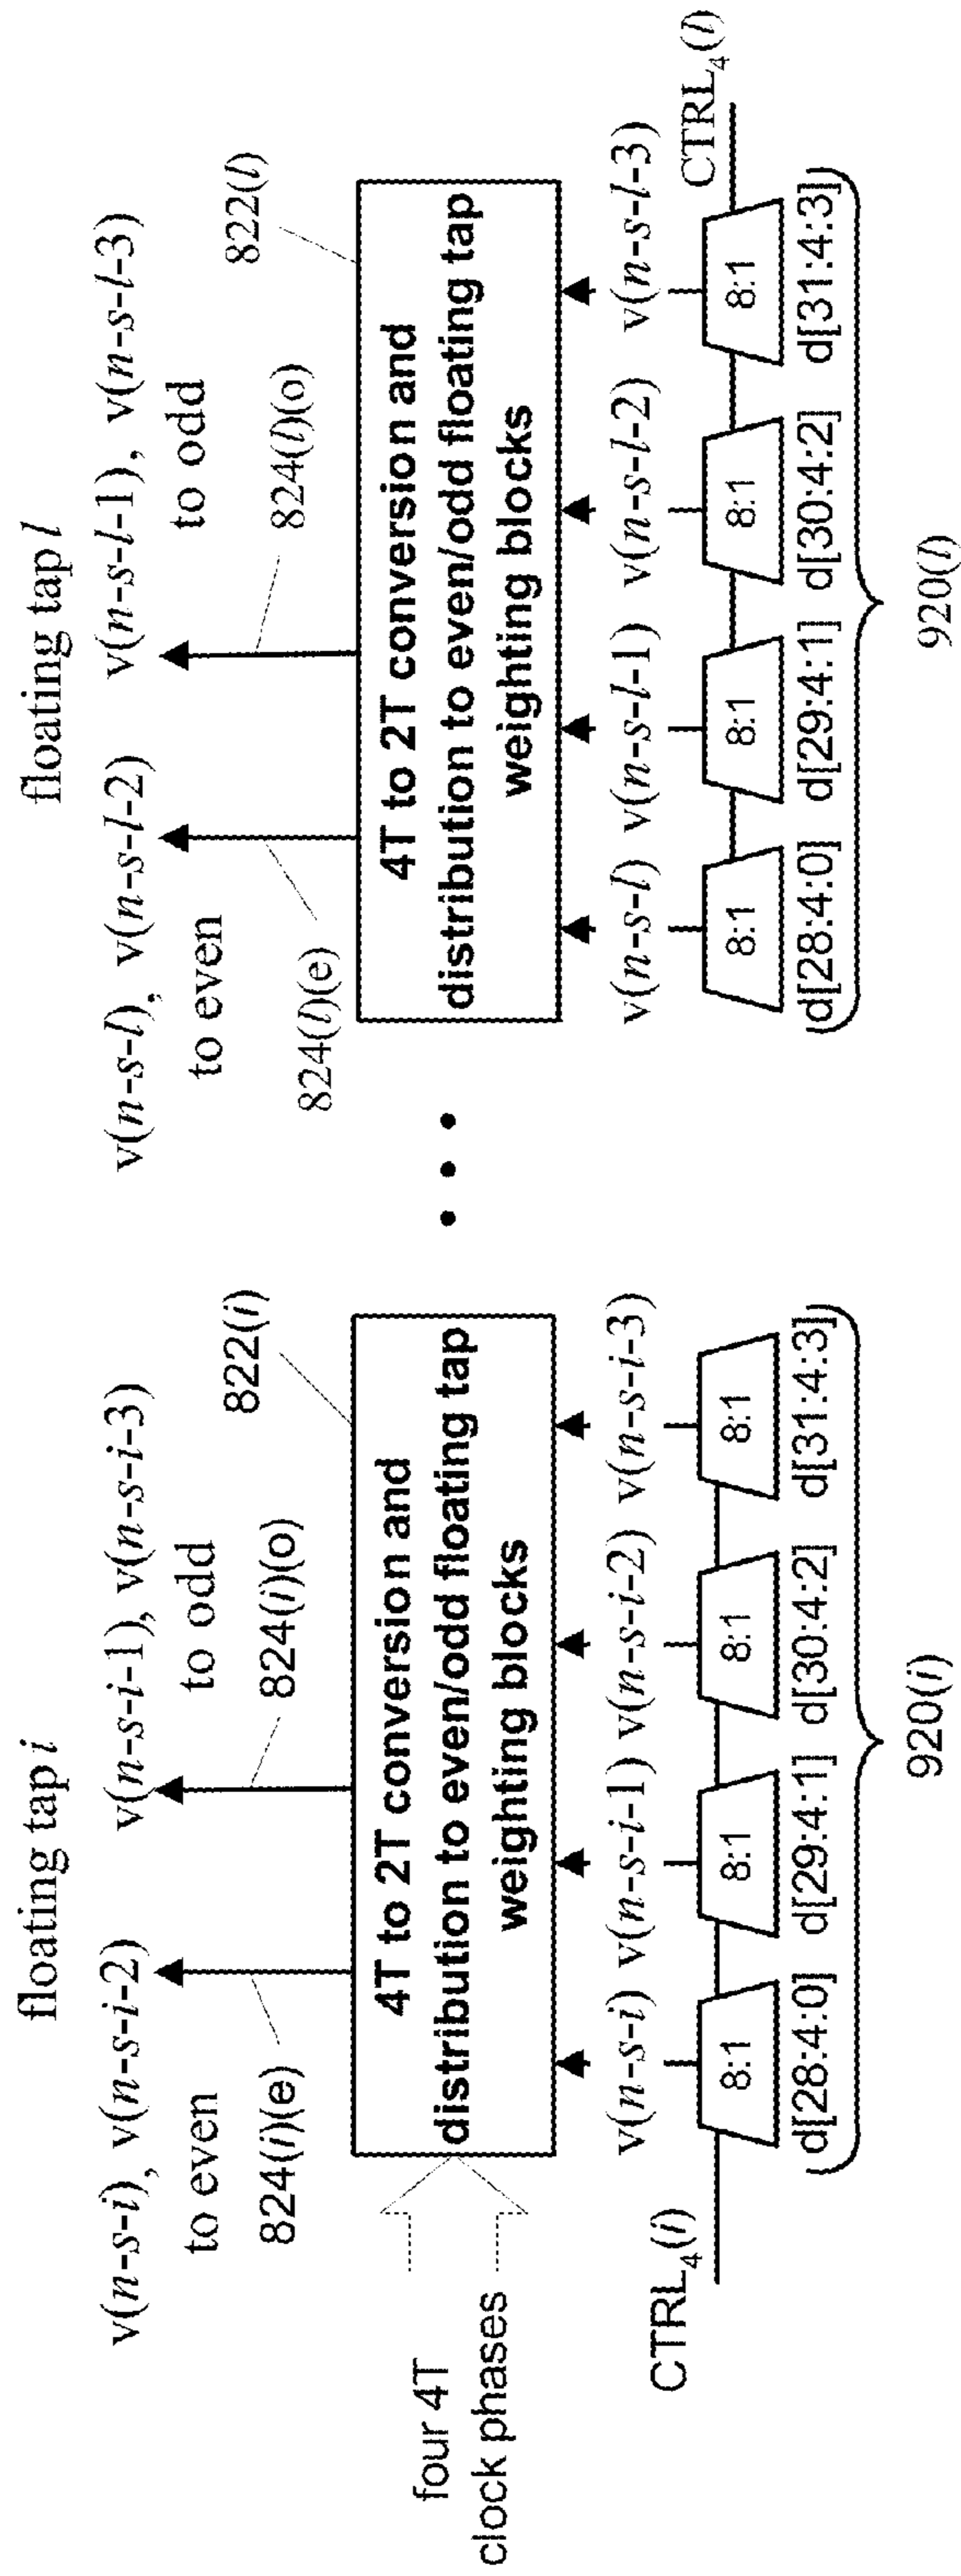 floating tap i
v(n-s-i), v(n-s-i-2)
to even
824(i)(e)
v(n-s-i-1), v(n-s-i-3)
to odd
824(i)(o)
822(i)
four 4T
clock phases
4T to 2T conversion and
distribution to even/odd floating tap
weighting blocks
v(n-s-i) v(n-s-i-1) v(n-s-i-2) v(n-s-i-3)
CTRL4(i)
8:1 8:1 8:1 8:1
d[28:4:0] d[29:4:1] d[30:4:2] d[31:4:3]
920(i)
floating tap l
v(n-s-l), v(n-s-l-2)
to even
824(l)(e)
v(n-s-l-1), v(n-s-l-3)
to odd
824(l)(o)
822(l)
4T to 2T conversion and
distribution to even/odd floating tap
weighting blocks
v(n-s-l) v(n-s-l-1) v(n-s-l-2) v(n-s-l-3)
CTRL4(l)
8:1 8:1 8:1 8:1
d[28:4:0] d[29:4:1] d[30:4:2] d[31:4:3]
920(l)